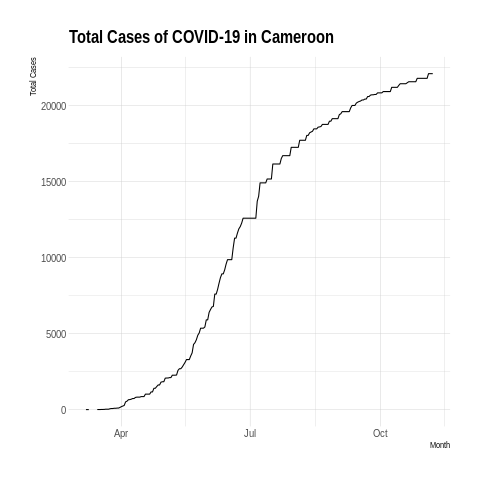 Total Cases of COVID-19 in Cameroon
Total Cases
20000
15000
10000
5000
0
Apr Jul Oct
Month